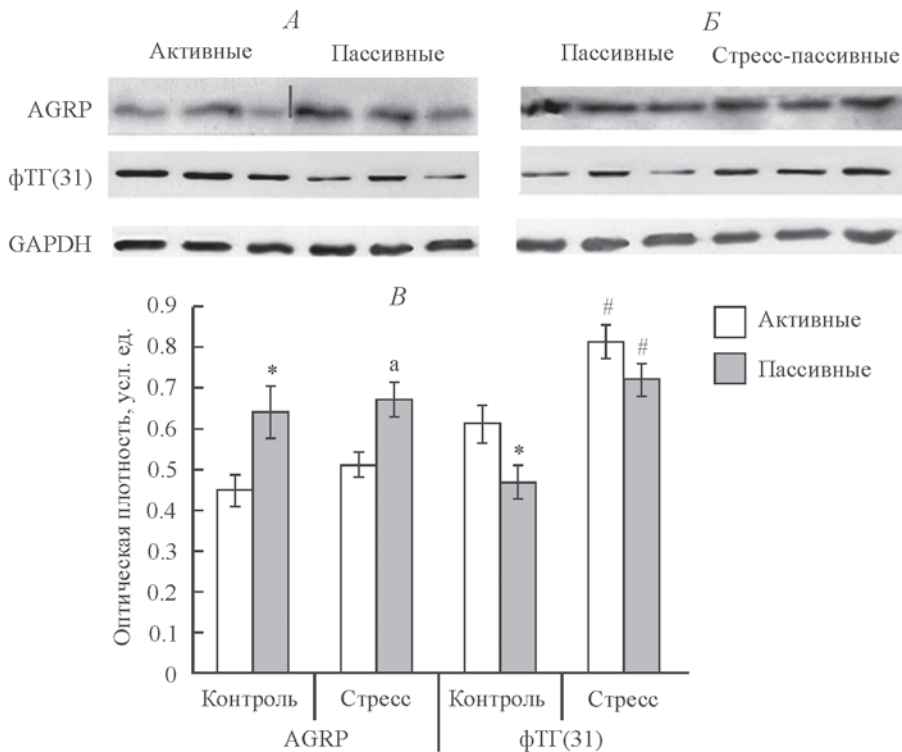 А
Б
Активные Пассивные
Пассивные Стресс-пассивные
AGRP
фТГ(31)
GAPDH
В
Оптическая плотность, усл. ед.
0.9
0.8
0.7
0.6
0.5
0.4
0.3
0.2
0.1
0
*
а
*
#
#
Активные
Пассивные
Контроль Стресс Контроль Стресс
AGRP фТГ(31)